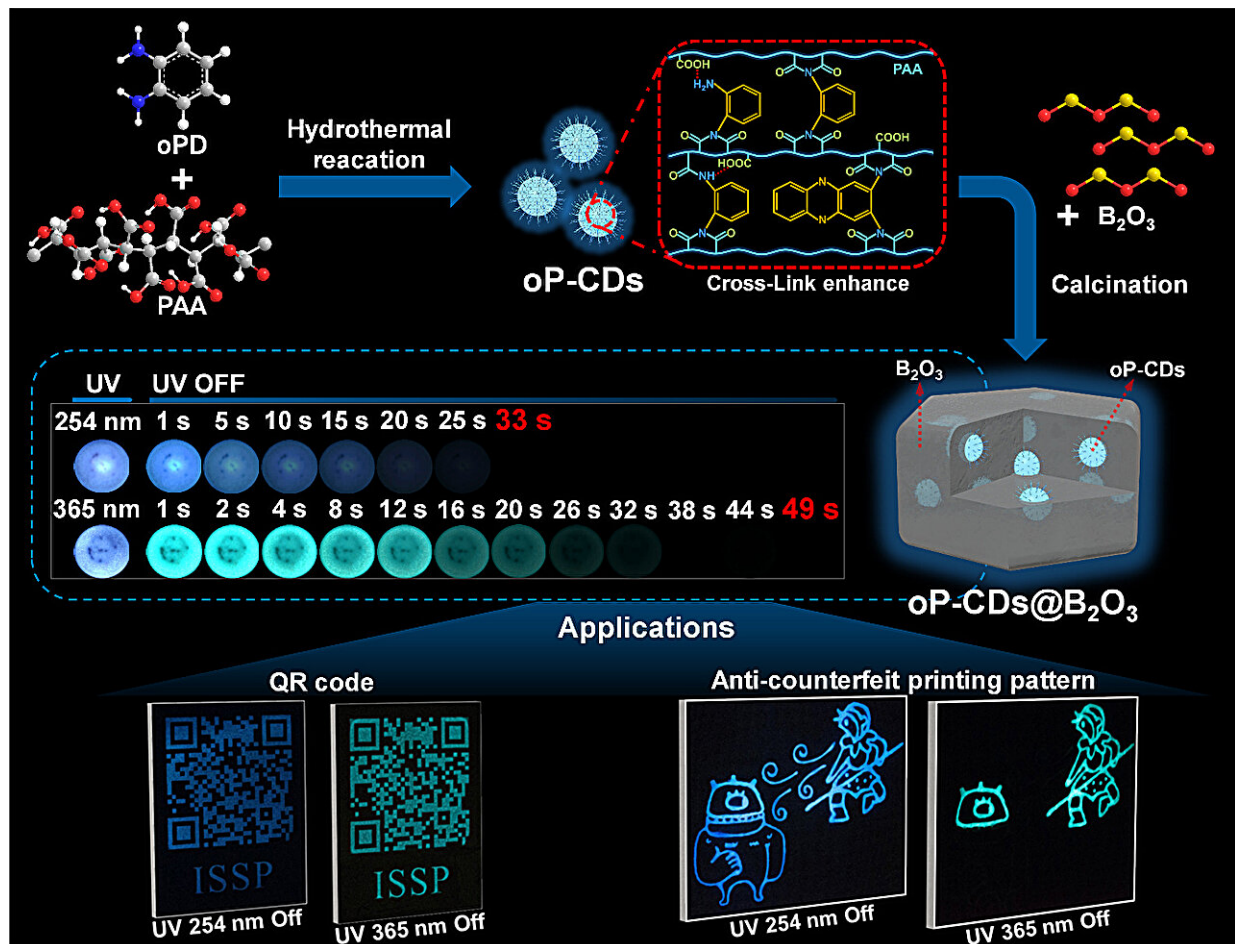 oPD
+
PAA
Hydrothermal
reacation
oP-CDs
COOH
PAA
H₂N
O N O
O N O
O N O
O N O
COOH
HOOC
O NH
O N O
N
N
N
O N O
O N O
Cross-Link enhance
+ B₂O₃
Calcination
UV UV OFF
254 nm 1 s 5 s 10 s 15 s 20 s 25 s 33 s
365 nm 1 s 2 s 4 s 8 s 12 s 16 s 20 s 26 s 32 s 38 s 44 s 49 s
B₂O₃ oP-CDs
oP-CDs@B₂O₃
Applications
QR code
ISSP
UV 254 nm Off
ISSP
UV 365 nm Off
Anti-counterfeit printing pattern
UV 254 nm Off
UV 365 nm Off